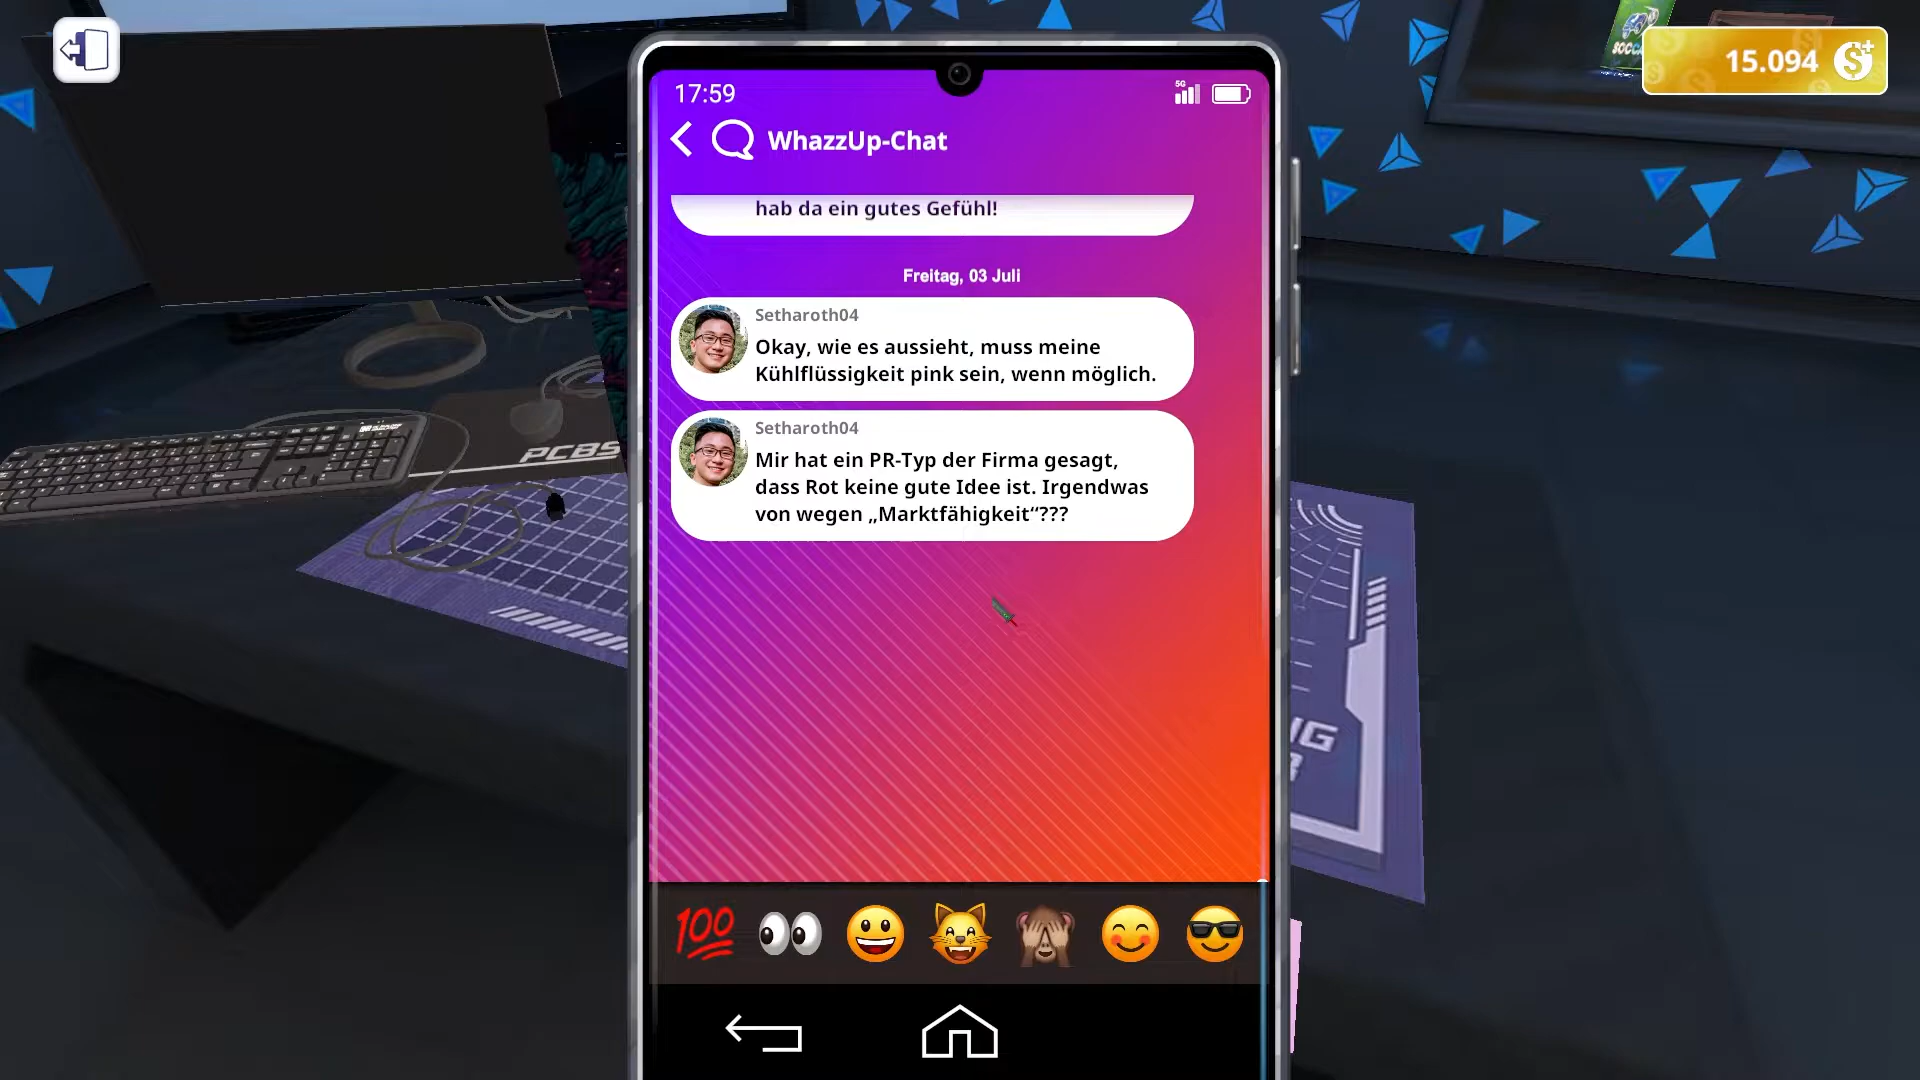 17:59
5G
15.094
WhazzUp-Chat
hab da ein gutes Gefühl!
Freitag, 03 Juli
Setharoth04
Okay, wie es aussieht, muss meine
Kühlflüssigkeit pink sein, wenn möglich.
Setharoth04
Mir hat ein PR-Typ der Firma gesagt,
dass Rot keine gute Idee ist. Irgendwas
von wegen „Marktfähigkeit“???
PCBS
100